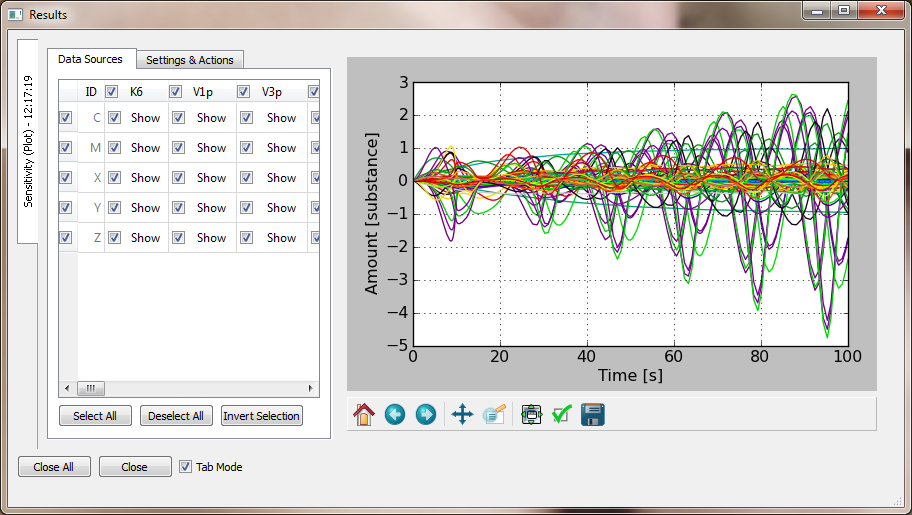 Results
Sensitivity (Plot) - 12:17:19
Data Sources
Settings & Actions
ID K6 V1p V3p
C Show Show Show
M Show Show Show
X Show Show Show
Y Show Show Show
Z Show Show Show
Select All
Deselect All
Invert Selection
Amount [substance]
3
2
1
0
−1
−2
−3
−4
−5
0 20 40 60 80 100
Time [s]
Close All
Close
Tab Mode